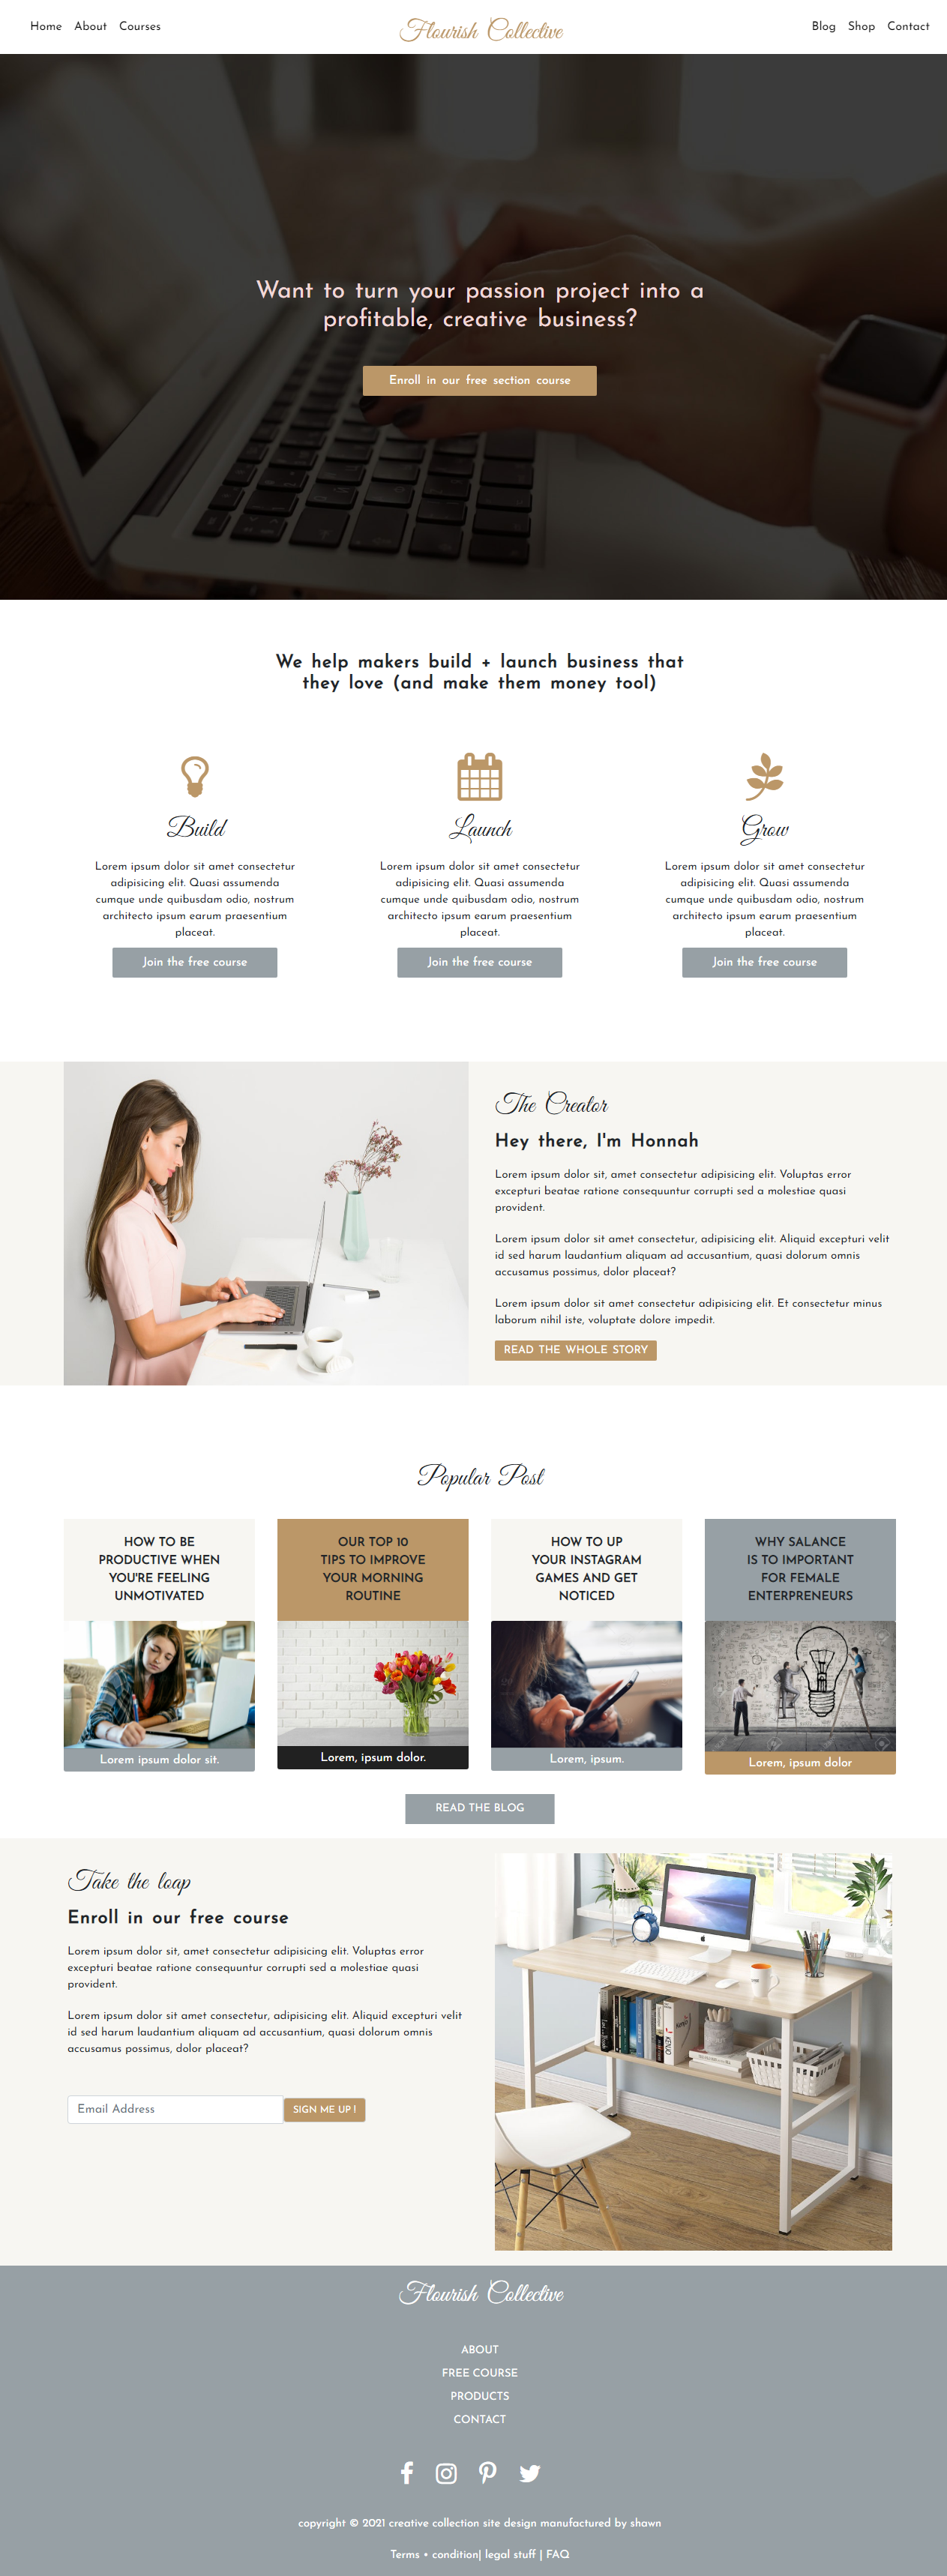 Home About Courses
Flourish Collective
Blog Shop Contact
Want to turn your passion project into a
profitable, creative business?
Enroll in our free section course
We help makers build + launch business that
they love (and make them money tool)
Build
Lorem ipsum dolor sit amet consectetur
adipisicing elit. Quasi assumenda
cumque unde quibusdam odio, nostrum
architecto ipsum earum praesentium
placeat.
Join the free course
Launch
Lorem ipsum dolor sit amet consectetur
adipisicing elit. Quasi assumenda
cumque unde quibusdam odio, nostrum
architecto ipsum earum praesentium
placeat.
Join the free course
Grow
Lorem ipsum dolor sit amet consectetur
adipisicing elit. Quasi assumenda
cumque unde quibusdam odio, nostrum
architecto ipsum earum praesentium
placeat.
Join the free course
The Creator
Hey there, I'm Honnah
Lorem ipsum dolor sit, amet consectetur adipisicing elit. Voluptas error
excepturi beatae ratione consequuntur corrupti sed a molestiae quasi
provident.
Lorem ipsum dolor sit amet consectetur, adipisicing elit. Aliquid excepturi velit
id sed harum laudantium aliquam ad accusantium, quasi dolorum omnis
accusamus possimus, dolor placeat?
Lorem ipsum dolor sit amet consectetur adipisicing elit. Et consectetur minus
laborum nihil iste, voluptate dolore impedit.
READ THE WHOLE STORY
Popular Post
HOW TO BE
PRODUCTIVE WHEN
YOU'RE FEELING
UNMOTIVATED
Lorem ipsum dolor sit.
OUR TOP 10
TIPS TO IMPROVE
YOUR MORNING
ROUTINE
Lorem, ipsum dolor.
HOW TO UP
YOUR INSTAGRAM
GAMES AND GET
NOTICED
Lorem, ipsum.
WHY SALANCE
IS TO IMPORTANT
FOR FEMALE
ENTERPRENEURS
Lorem, ipsum dolor
READ THE BLOG
Take the loap
Enroll in our free course
Lorem ipsum dolor sit, amet consectetur adipisicing elit. Voluptas error
excepturi beatae ratione consequuntur corrupti sed a molestiae quasi
provident.
Lorem ipsum dolor sit amet consectetur, adipisicing elit. Aliquid excepturi velit
id sed harum laudantium aliquam ad accusantium, quasi dolorum omnis
accusamus possimus, dolor placeat?
Email Address
SIGN ME UP !
Flourish Collective
ABOUT
FREE COURSE
PRODUCTS
CONTACT
copyright © 2021 creative collection site design manufactured by shawn
Terms + condition| legal stuff | FAQ